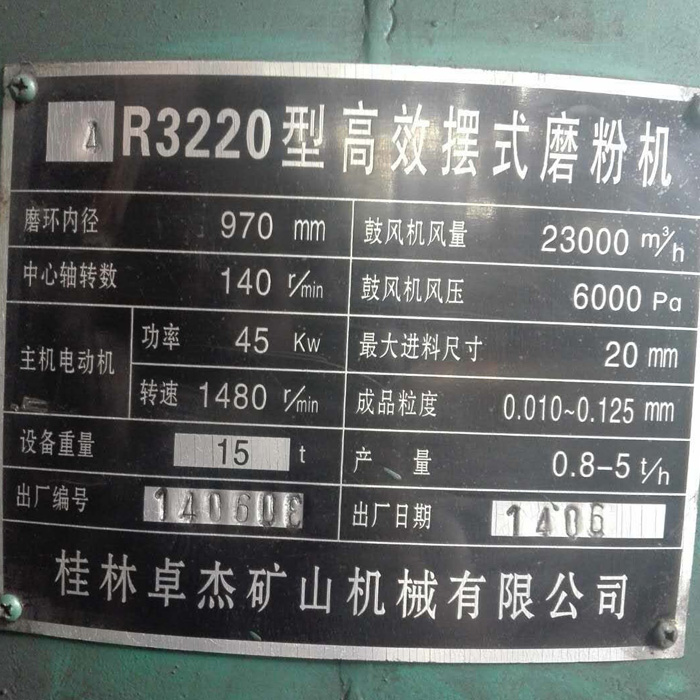 4R3220型高效摆式磨粉机
磨环内径 970 mm 鼓风机风量 23000 m³/h
中心轴转数 140 r/min 鼓风机风压 6000 Pa
主机电动机 功率 45 Kw 最大进料尺寸 20 mm
转速 1480 r/min 成品粒度 0.010~0.125 mm
设备重量 15 t 产量 0.8-5 t/h
出厂编号 140608 出厂日期 1406
桂林卓杰矿山机械有限公司